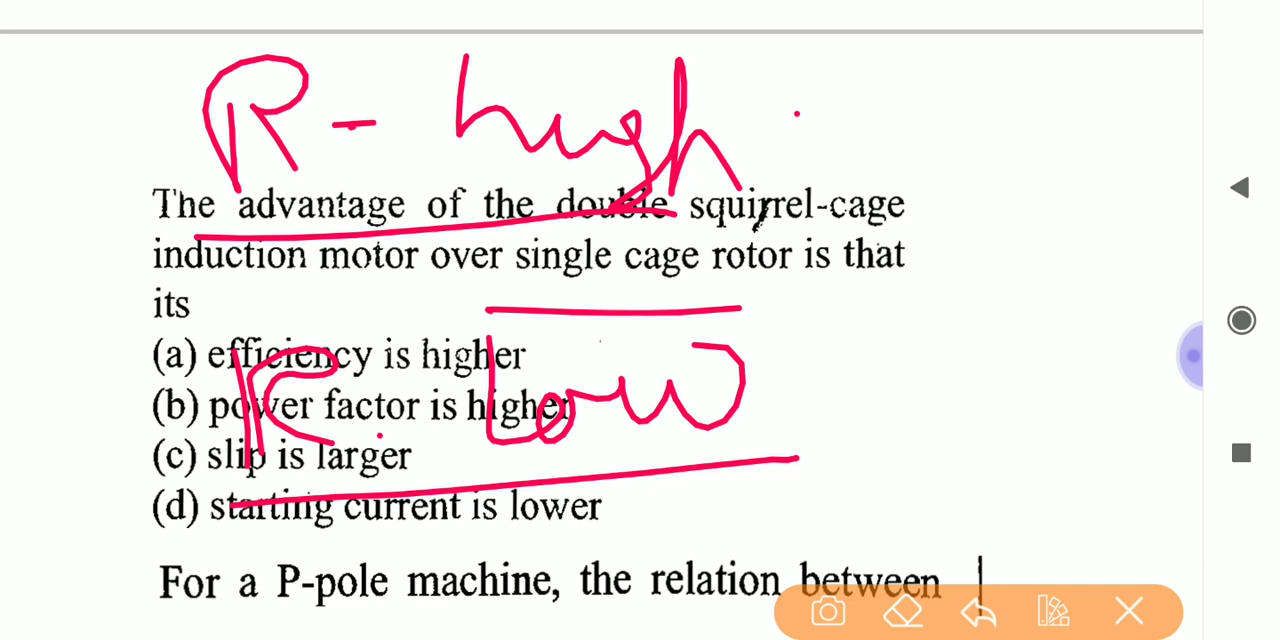 R - high
The advantage of the double squirrel-cage
induction motor over single cage rotor is that
its
(a) efficiency is higher
R Low
(b) power factor is higher
(c) slip is larger
(d) starting current is lower
For a P-pole machine, the relation between